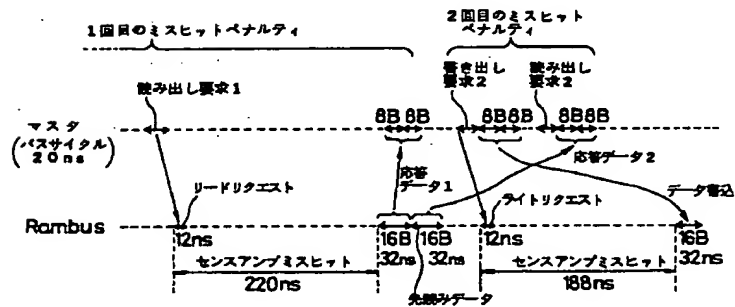 1回目のミスヒットペナルティ
2回目のミスヒット
ペナルティ
読み出し要求1
書き出し
要求2
読み出し
要求2
8B 8B
8B 8B
8B 8B
マスタ
(バスサイクル
20ns)
応答
データ1
応答データ2
リードリクエスト
ライトリクエスト
データ書込
Rambus
12ns
16B 16B
32ns 32ns
12ns
16B
32ns
センスアンプミスヒット
220ns
センスアンプミスヒット
188ns
先読みデータ